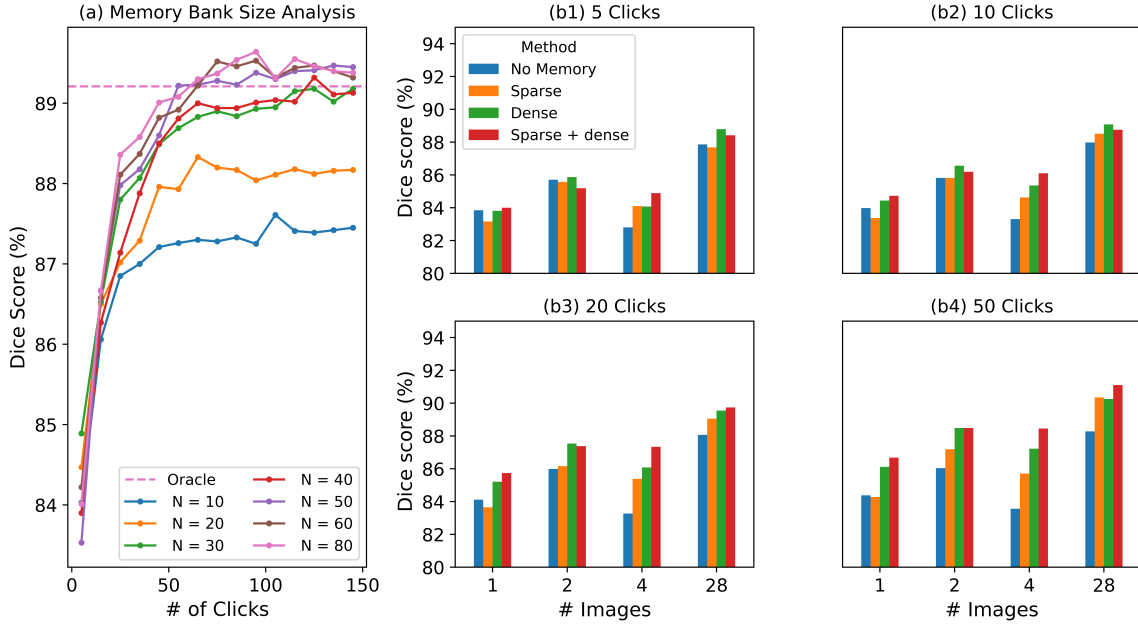 (a) Memory Bank Size Analysis
Dice Score (%)
89
88
87
86
85
84
Oracle
N = 10
N = 20
N = 30
N = 40
N = 50
N = 60
N = 80
0 50 100 150
# of Clicks
(b1) 5 Clicks
Dice score (%)
94
92
90
88
86
84
82
80
Method
No Memory
Sparse
Dense
Sparse + dense
(b2) 10 Clicks
(b3) 20 Clicks
Dice score (%)
94
92
90
88
86
84
82
80
1 2 4 28
# Images
(b4) 50 Clicks
1 2 4 28
# Images